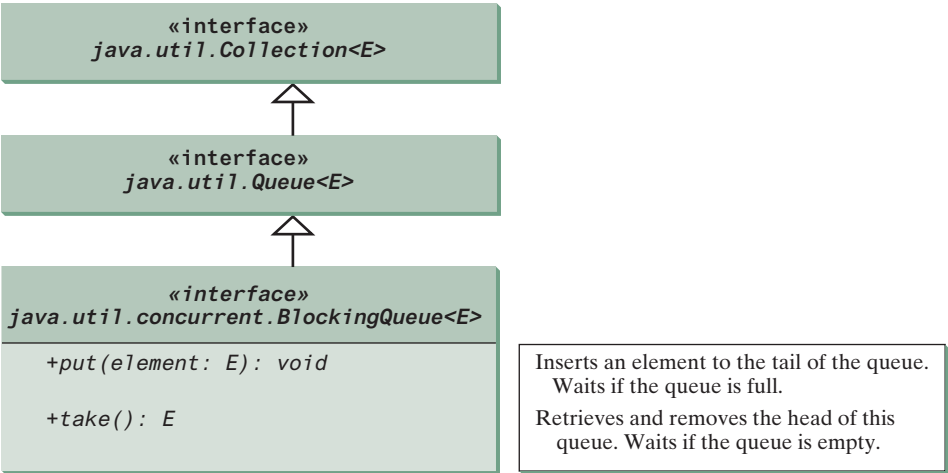 «interface»
java.util.Collection<E>
«interface»
java.util.Queue<E>
«interface»
java.util.concurrent.BlockingQueue<E>
+put(element: E): void
Inserts an element to the tail of the queue.
Waits if the queue is full.
+take(): E
Retrieves and removes the head of this
queue. Waits if the queue is empty.